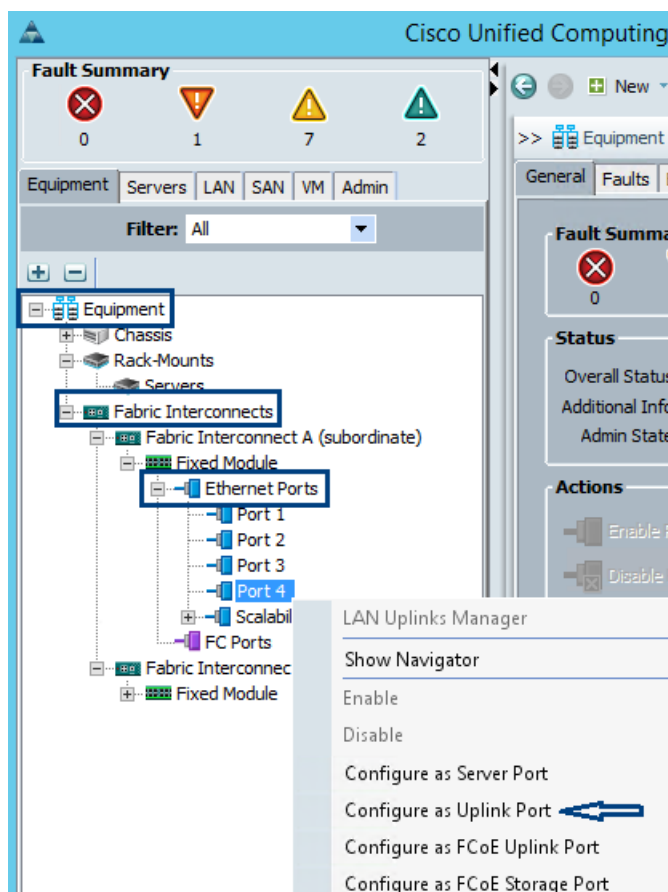 Cisco Unified Computing
Fault Summary
0 1 7 2
New
>> Equipment
Equipment Servers LAN SAN VM Admin
General Faults
Filter: All
Fault Summa
0
Equipment
Chassis
Rack-Mounts
Servers
Fabric Interconnects
Fabric Interconnect A (subordinate)
Fixed Module
Ethernet Ports
Port 1
Port 2
Port 3
Port 4
Scalabil
FC Ports
Fabric Interconnec
Fixed Module
Status
Overall Status
Additional Info
Admin State
Actions
Enable
Disable
LAN Uplinks Manager
Show Navigator
Enable
Disable
Configure as Server Port
Configure as Uplink Port
Configure as FCoE Uplink Port
Configure as FCoE Storage Port